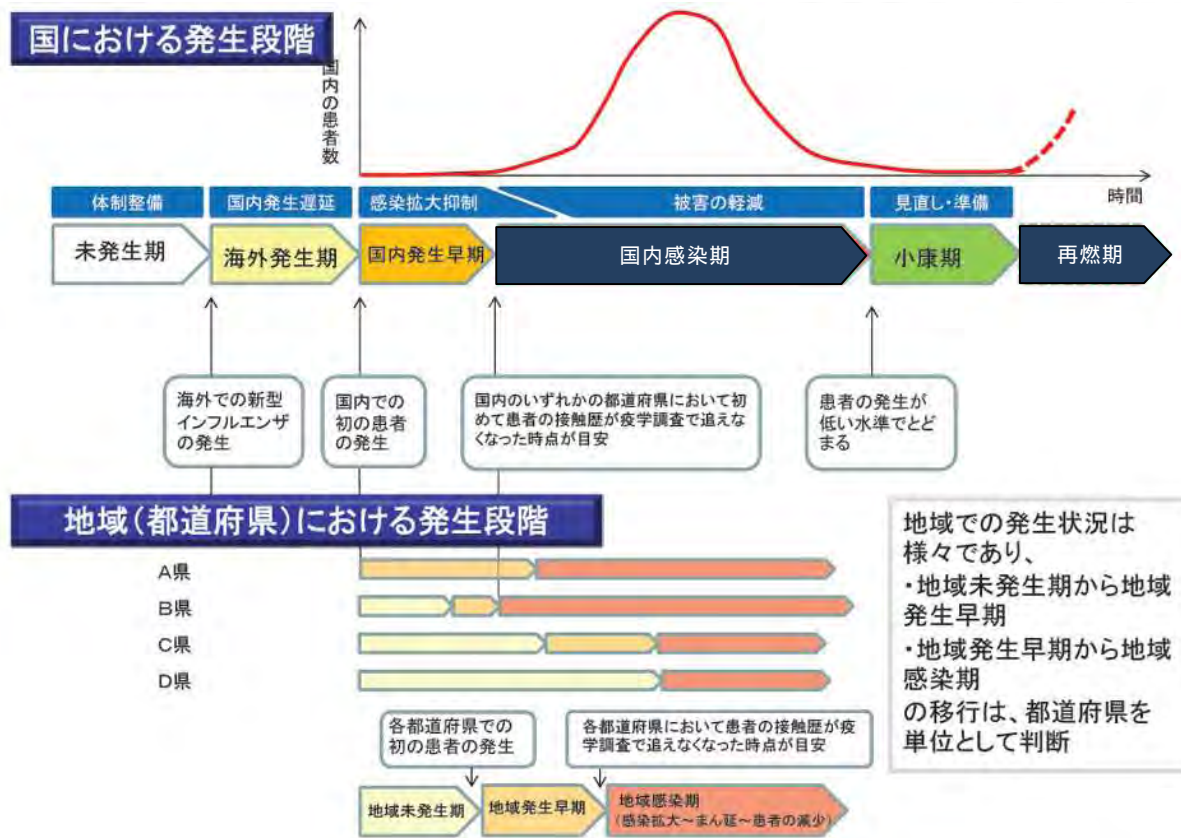 国における発生段階
国内の患者数
時間
体制整備
国内発生遅延
感染拡大抑制
被害の軽減
見直し・準備
未発生期
海外発生期
国内発生早期
国内感染期
小康期
再燃期
海外での新型
インフルエンザ
の発生
国内での
初の患者
の発生
国内のいずれかの都道府県において初
めて患者の接触歴が疫学調査で追えな
くなった時点が目安
患者の発生が
低い水準でとど
まる
地域(都道府県)における発生段階
A県
B県
C県
D県
地域での発生状況は
様々であり、
・地域未発生期から地域
発生早期
・地域発生早期から地域
感染期
の移行は、都道府県を
単位として判断
各都道府県での
初の患者の発生
各都道府県において患者の接触歴が疫
学調査で追えなくなった時点が目安
地域未発生期
地域発生早期
地域感染期
(感染拡大～まん延～患者の減少)